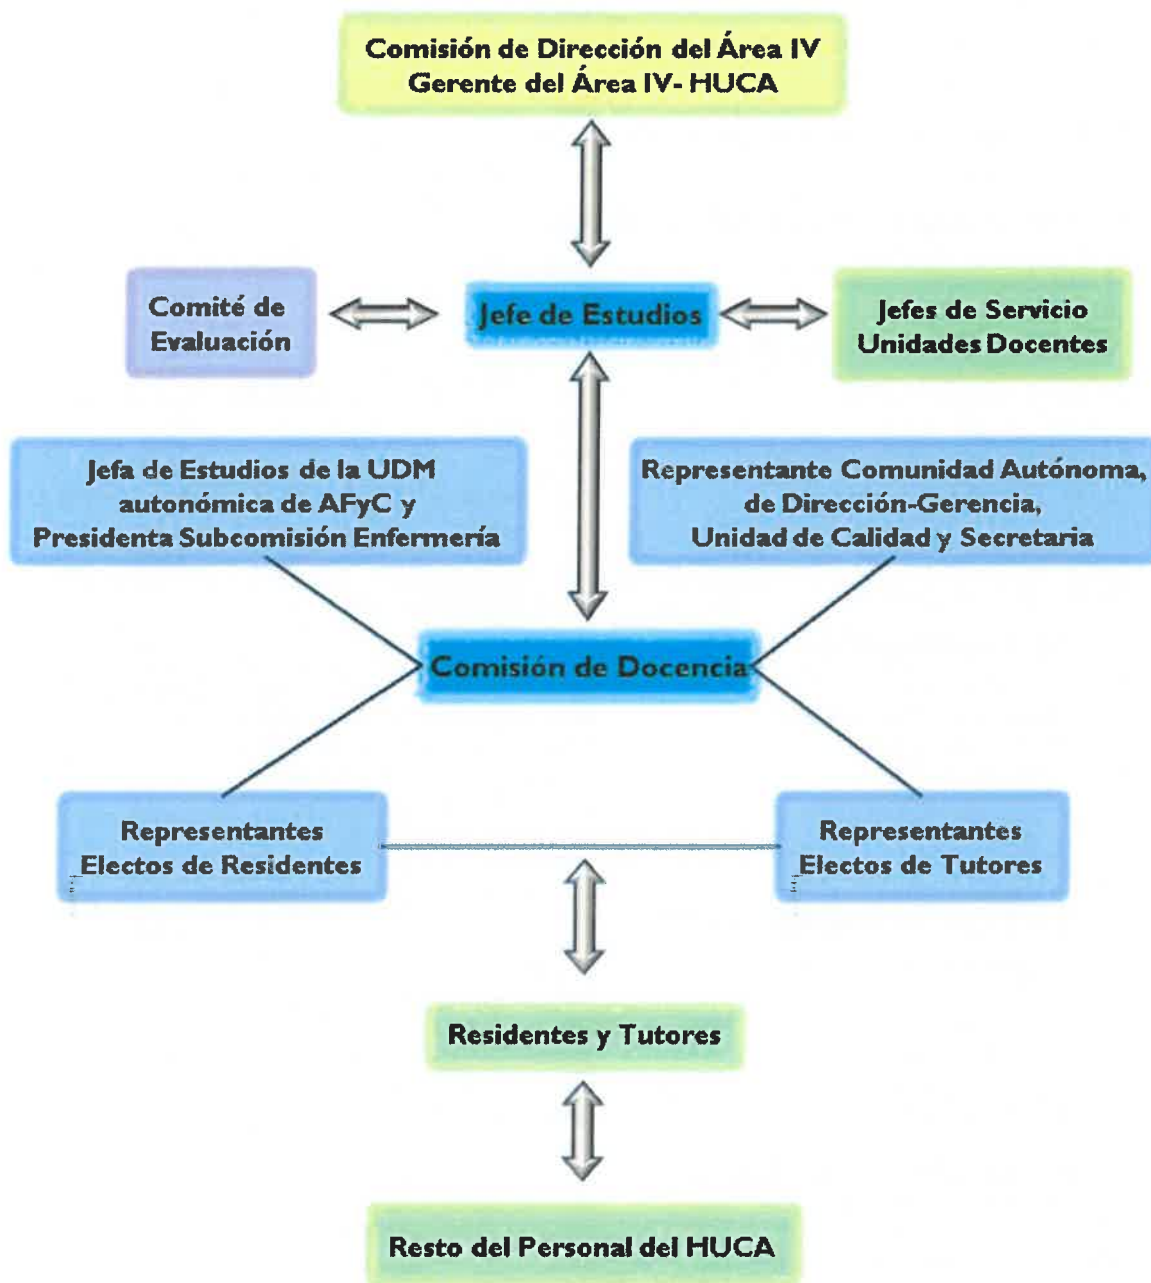 Comisión de Dirección del Área IV
Gerente del Área IV- HUCA
Comité de
Evaluación
Jefe de Estudios
Jefes de Servicio
Unidades Docentes
Jefa de Estudios de la UDM
autonómica de AFyC y
Presidenta Subcomisión Enfermería
Representante Comunidad Autónoma,
de Dirección-Gerencia,
Unidad de Calidad y Secretaria
Comisión de Docencia
Representantes
Electos de Residentes
Representantes
Electos de Tutores
Residentes y Tutores
Resto del Personal del HUCA